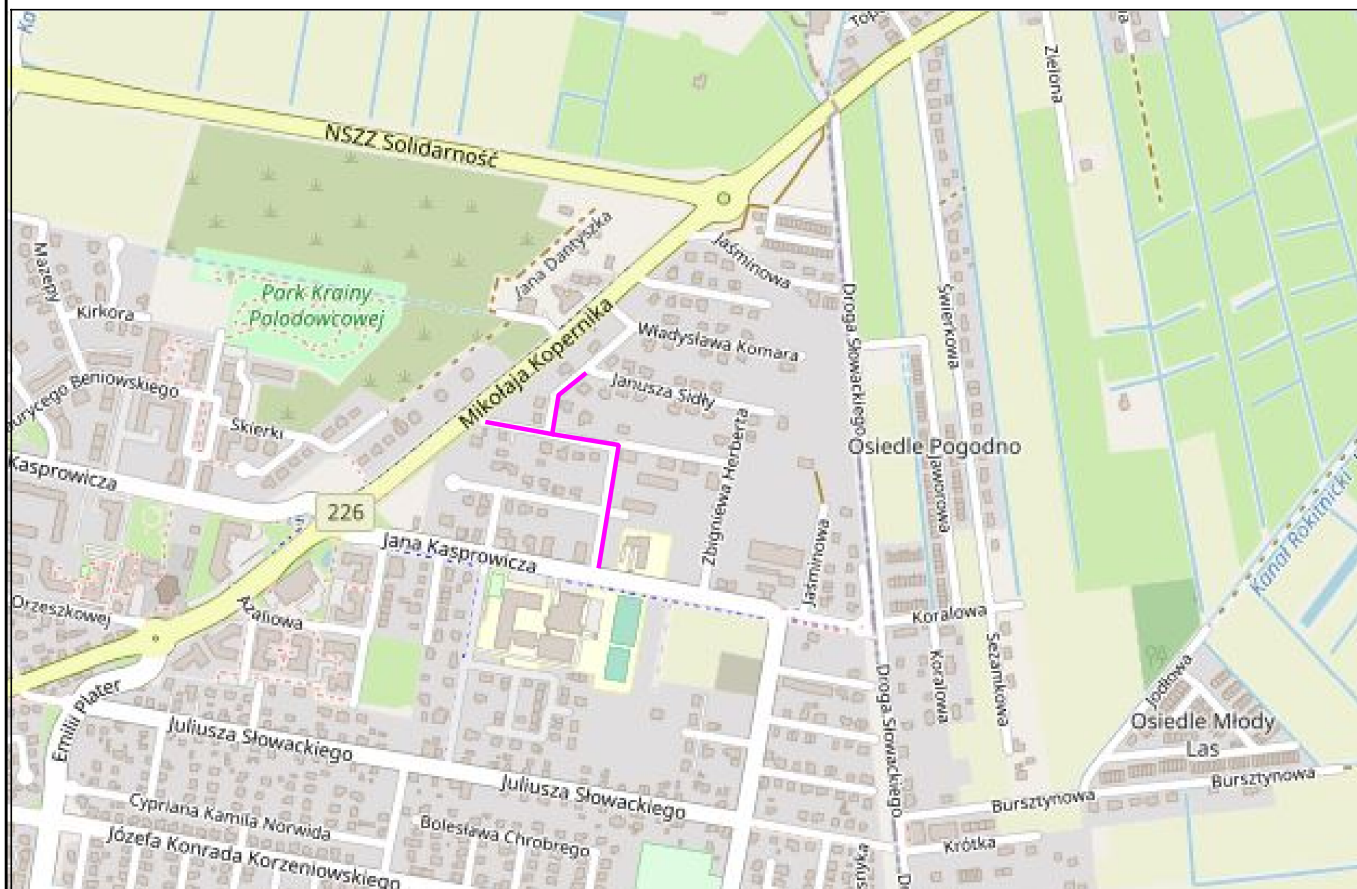 NSZZ Solidarność
Zielona
Jana Dantyszka
Jaśminowa
Mazepy
Park Krainy
Polodowcowej
Kirkora
Mikołaja Kopernika
Władysława Komara
Droga Słowackiego
Świerkowa
Beniowskiego
Janusza Sidły
Skierki
Zbigniewa Herberta
Osiedle Pogodno
Jaworowa
Kasprowicza
226
Jana Kasprowicza
Jaśminowa
Kanał Rokitnicki
Orzeszkowej
Azaliowa
Koralowa
Sezamkowa
Koralowa
Emilii Plater
Droga Słowackiego
Jodłowa
Juliusza Słowackiego
Osiedle Młody
Las
Juliusza Słowackiego
Bursztynowa
Bursztynowa
Cypriana Kamila Norwida
Bolesława Chrobrego
Józefa Konrada Korzeniowskiego
Krótka